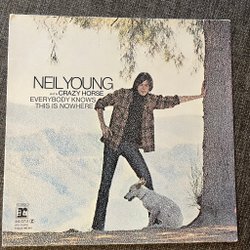 NEIL YOUNG
with CRAZY HORSE
EVERYBODY KNOWS
THIS IS NOWHERE